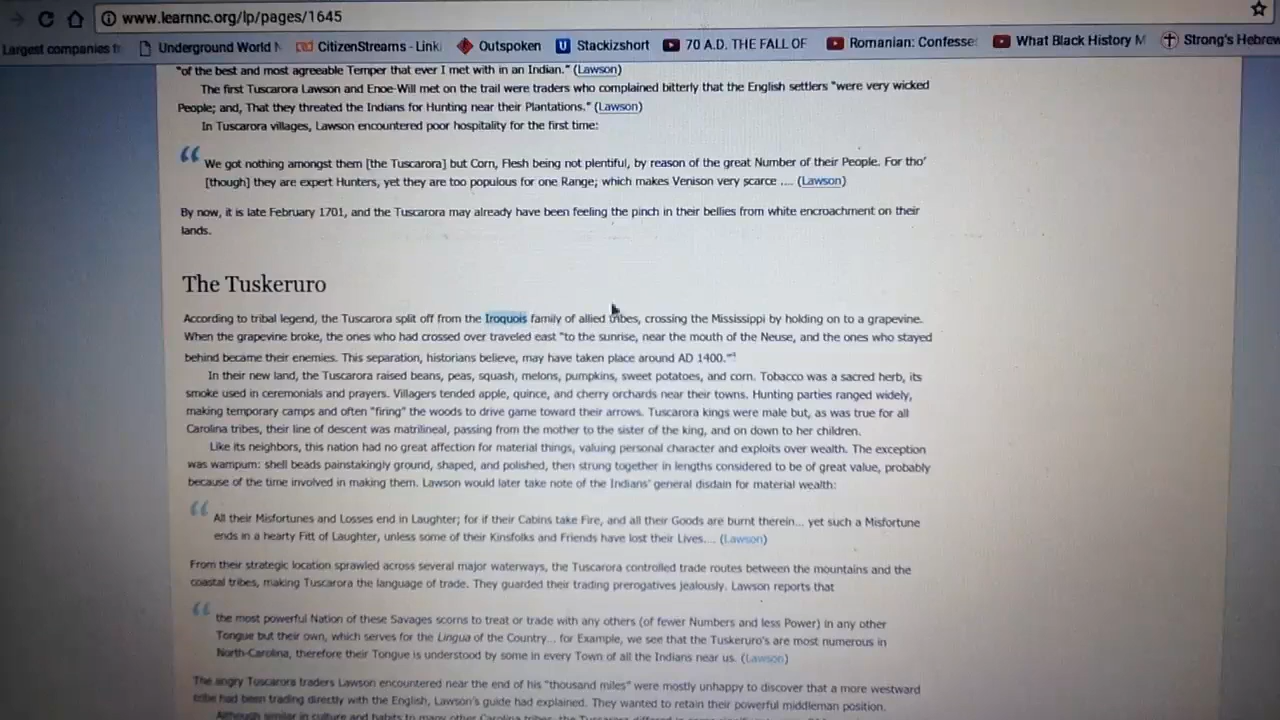 www.learnnc.org/lp/pages/1645
Largest companies Underground World CitizenStreams - Link Outspoken Stackizshort 70 A.D. THE FALL OF Romanian: Confesse What Black History M Strong's Hebrew
"of the best and most agreeable Temper that ever I met with in an Indian." (Lawson)
The first Tuscarora Lawson and Enoe-Will met on the trail were traders who complained bitterly that the English settlers "were very wicked
People; and, That they threated the Indians for Hunting near their Plantations." (Lawson)
In Tuscarora villages, Lawson encountered poor hospitality for the first time:
“ We got nothing amongst them [the Tuscarora] but Corn, Flesh being not plentiful, by reason of the great Number of their People. For tho'
[though] they are expert Hunters, yet they are too populous for one Range; which makes Venison very scarce .... (Lawson)
By now, it is late February 1701, and the Tuscarora may already have been feeling the pinch in their bellies from white encroachment on their
lands.
The Tuskeruro
According to tribal legend, the Tuscarora split off from the Iroquois family of allied tribes, crossing the Mississippi by holding on to a grapevine.
When the grapevine broke, the ones who had crossed over traveled east "to the sunrise, near the mouth of the Neuse, and the ones who stayed
behind became their enemies. This separation, historians believe, may have taken place around AD 1400."
In their new land, the Tuscarora raised beans, peas, squash, melons, pumpkins, sweet potatoes, and corn. Tobacco was a sacred herb, its
smoke used in ceremonials and prayers. Villagers tended apple, quince, and cherry orchards near their towns. Hunting parties ranged widely,
making temporary camps and often "firing" the woods to drive game toward their arrows. Tuscarora kings were male but, as was true for all
Carolina tribes, their line of descent was matrilineal, passing from the mother to the sister of the king, and on down to her children.
Like its neighbors, this nation had no great affection for material things, valuing personal character and exploits over wealth. The exception
was wampum: shell beads painstakingly ground, shaped, and polished, then strung together in lengths considered to be of great value, probably
because of the time involved in making them. Lawson would later take note of the Indians' general disdain for material wealth:
“ All their Misfortunes and Losses end in Laughter; for if their Cabins take Fire, and all their Goods are burnt therein... yet such a Misfortune
ends in a hearty Fitt of Laughter, unless some of their Kinsfolks and Friends have lost their Lives.... (Lawson)
From their strategic location sprawled across several major waterways, the Tuscarora controlled trade routes between the mountains and the
coastal tribes, making Tuscarora the language of trade. They guarded their trading prerogatives jealously. Lawson reports that
“ the most powerful Nation of these Savages scorns to treat or trade with any others (of fewer Numbers and less Power) in any other
Tongue but their own, which serves for the Lingua of the Country... for Example, we see that the Tuskeruro's are most numerous in
North-Carolina, therefore their Tongue is understood by some in every Town of all the Indians near us. (Lawson)
The angry Tuscarora traders Lawson encountered near the end of his "thousand miles" were mostly unhappy to discover that a more westward
tribe had been trading directly with the English, Lawson's guide had explained. They wanted to retain their powerful middleman position.
Although similar in culture and habits to many other Carolina tribes, the Tuscarora differed in